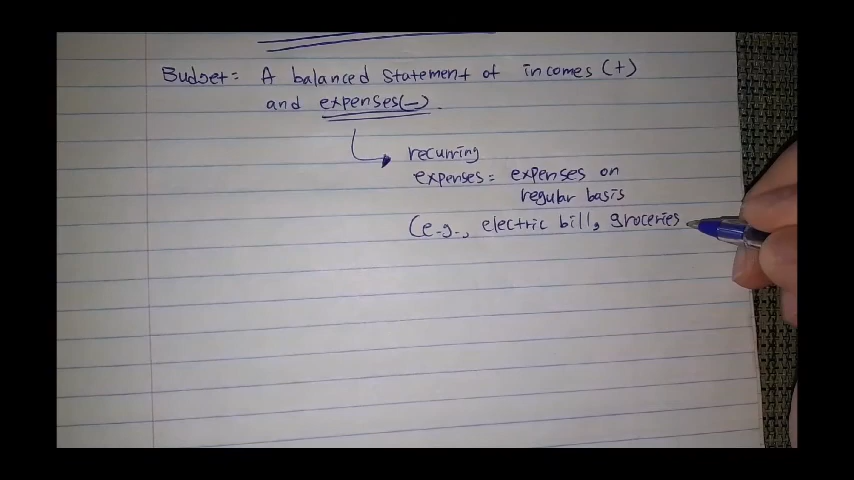 Budget= A balanced statement of incomes (+)
and expenses(-).
recurring
expenses= expenses on
regular basis
(e.g., electric bill, groceries